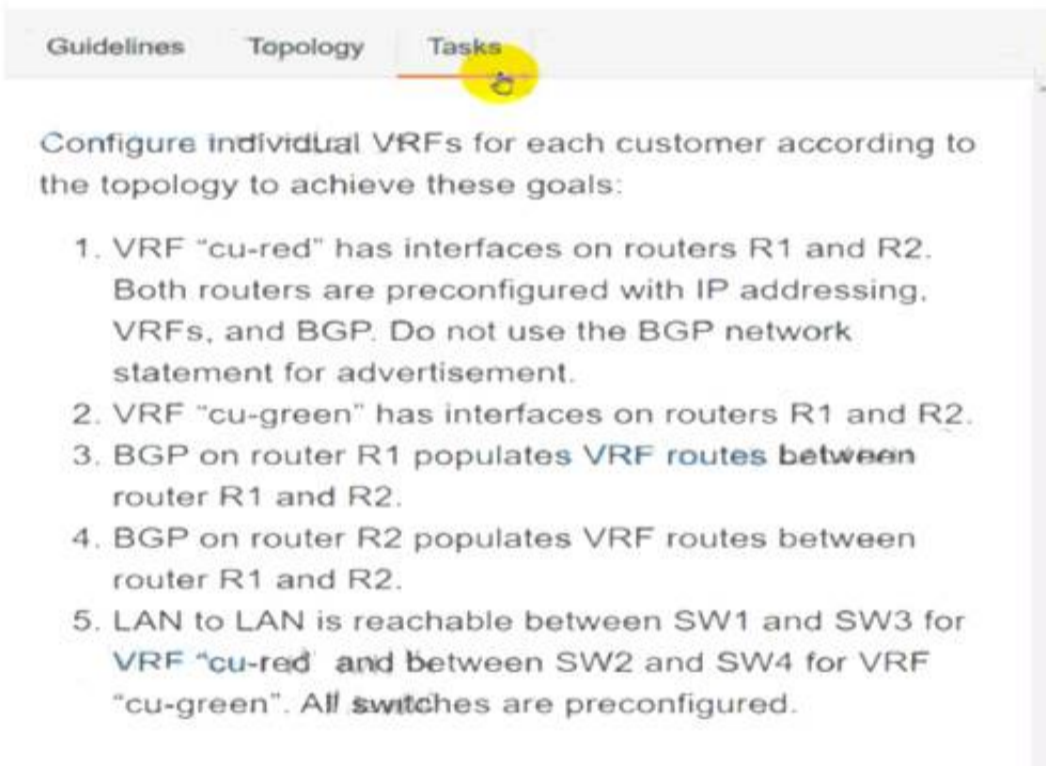 Guidelines Topology Tasks
Configure individual VRFs for each customer according to
the topology to achieve these goals:
1. VRF “cu-red” has interfaces on routers R1 and R2.
Both routers are preconfigured with IP addressing,
VRFs, and BGP. Do not use the BGP network
statement for advertisement.
2. VRF “cu-green” has interfaces on routers R1 and R2.
3. BGP on router R1 populates VRF routes between
router R1 and R2.
4. BGP on router R2 populates VRF routes between
router R1 and R2.
5. LAN to LAN is reachable between SW1 and SW3 for
VRF “cu-red and between SW2 and SW4 for VRF
“cu-green”. All switches are preconfigured.